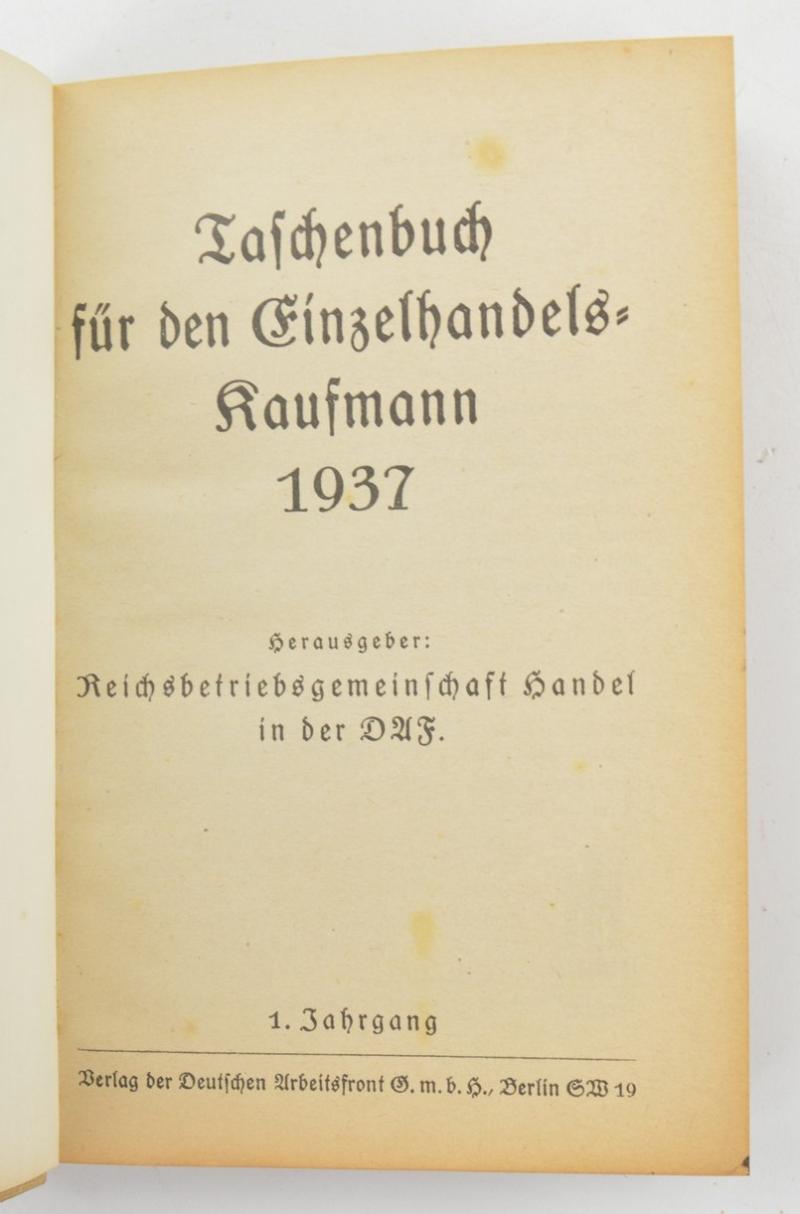 Taschenbuch
für den Einzelhandels-
Kaufmann
1937
Herausgeber:
Reichsbetriebsgemeinschaft Handel
in der DAF.
1. Jahrgang
Verlag der Deutschen Arbeitsfront G. m. b. H., Berlin SW 19